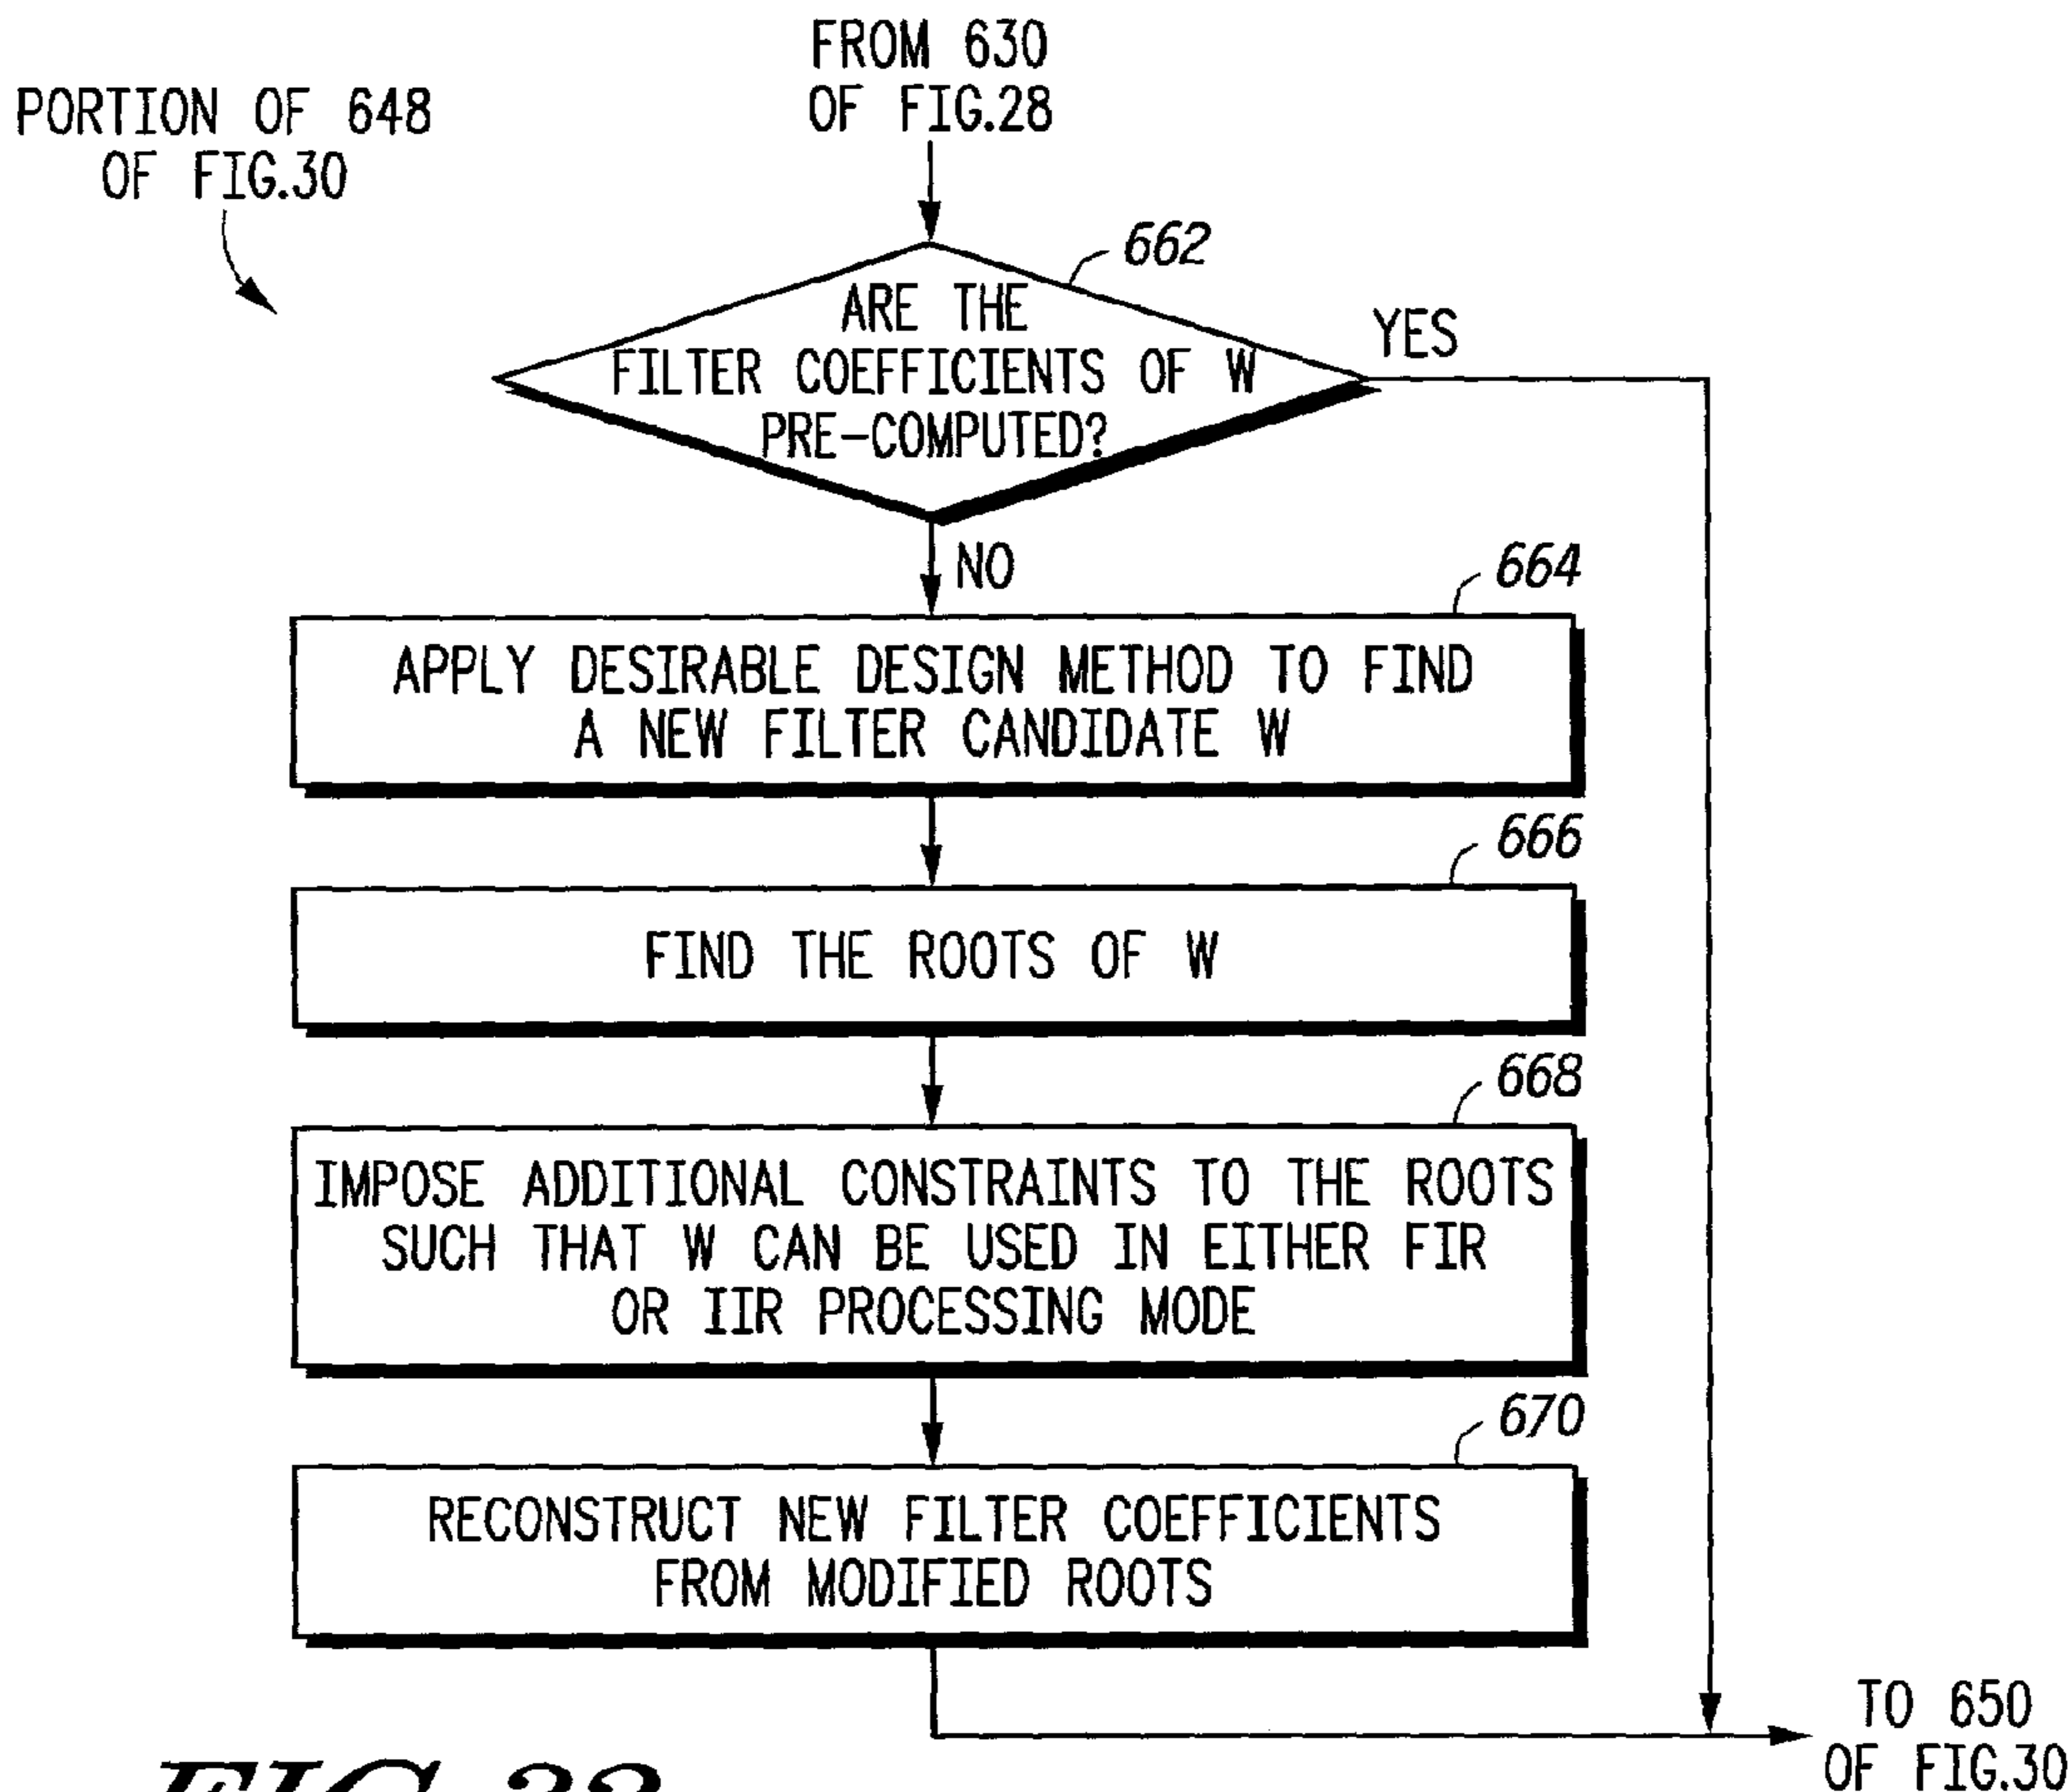 FROM 630
OF FIG.28
PORTION OF 648
OF FIG.30
662
ARE THE
FILTER COEFFICIENTS OF W
PRE-COMPUTED?
YES
NO
664
APPLY DESIRABLE DESIGN METHOD TO FIND
A NEW FILTER CANDIDATE W
666
FIND THE ROOTS OF W
668
IMPOSE ADDITIONAL CONSTRAINTS TO THE ROOTS
SUCH THAT W CAN BE USED IN EITHER FIR
OR IIR PROCESSING MODE
670
RECONSTRUCT NEW FILTER COEFFICIENTS
FROM MODIFIED ROOTS
TO 650
OF FIG.30